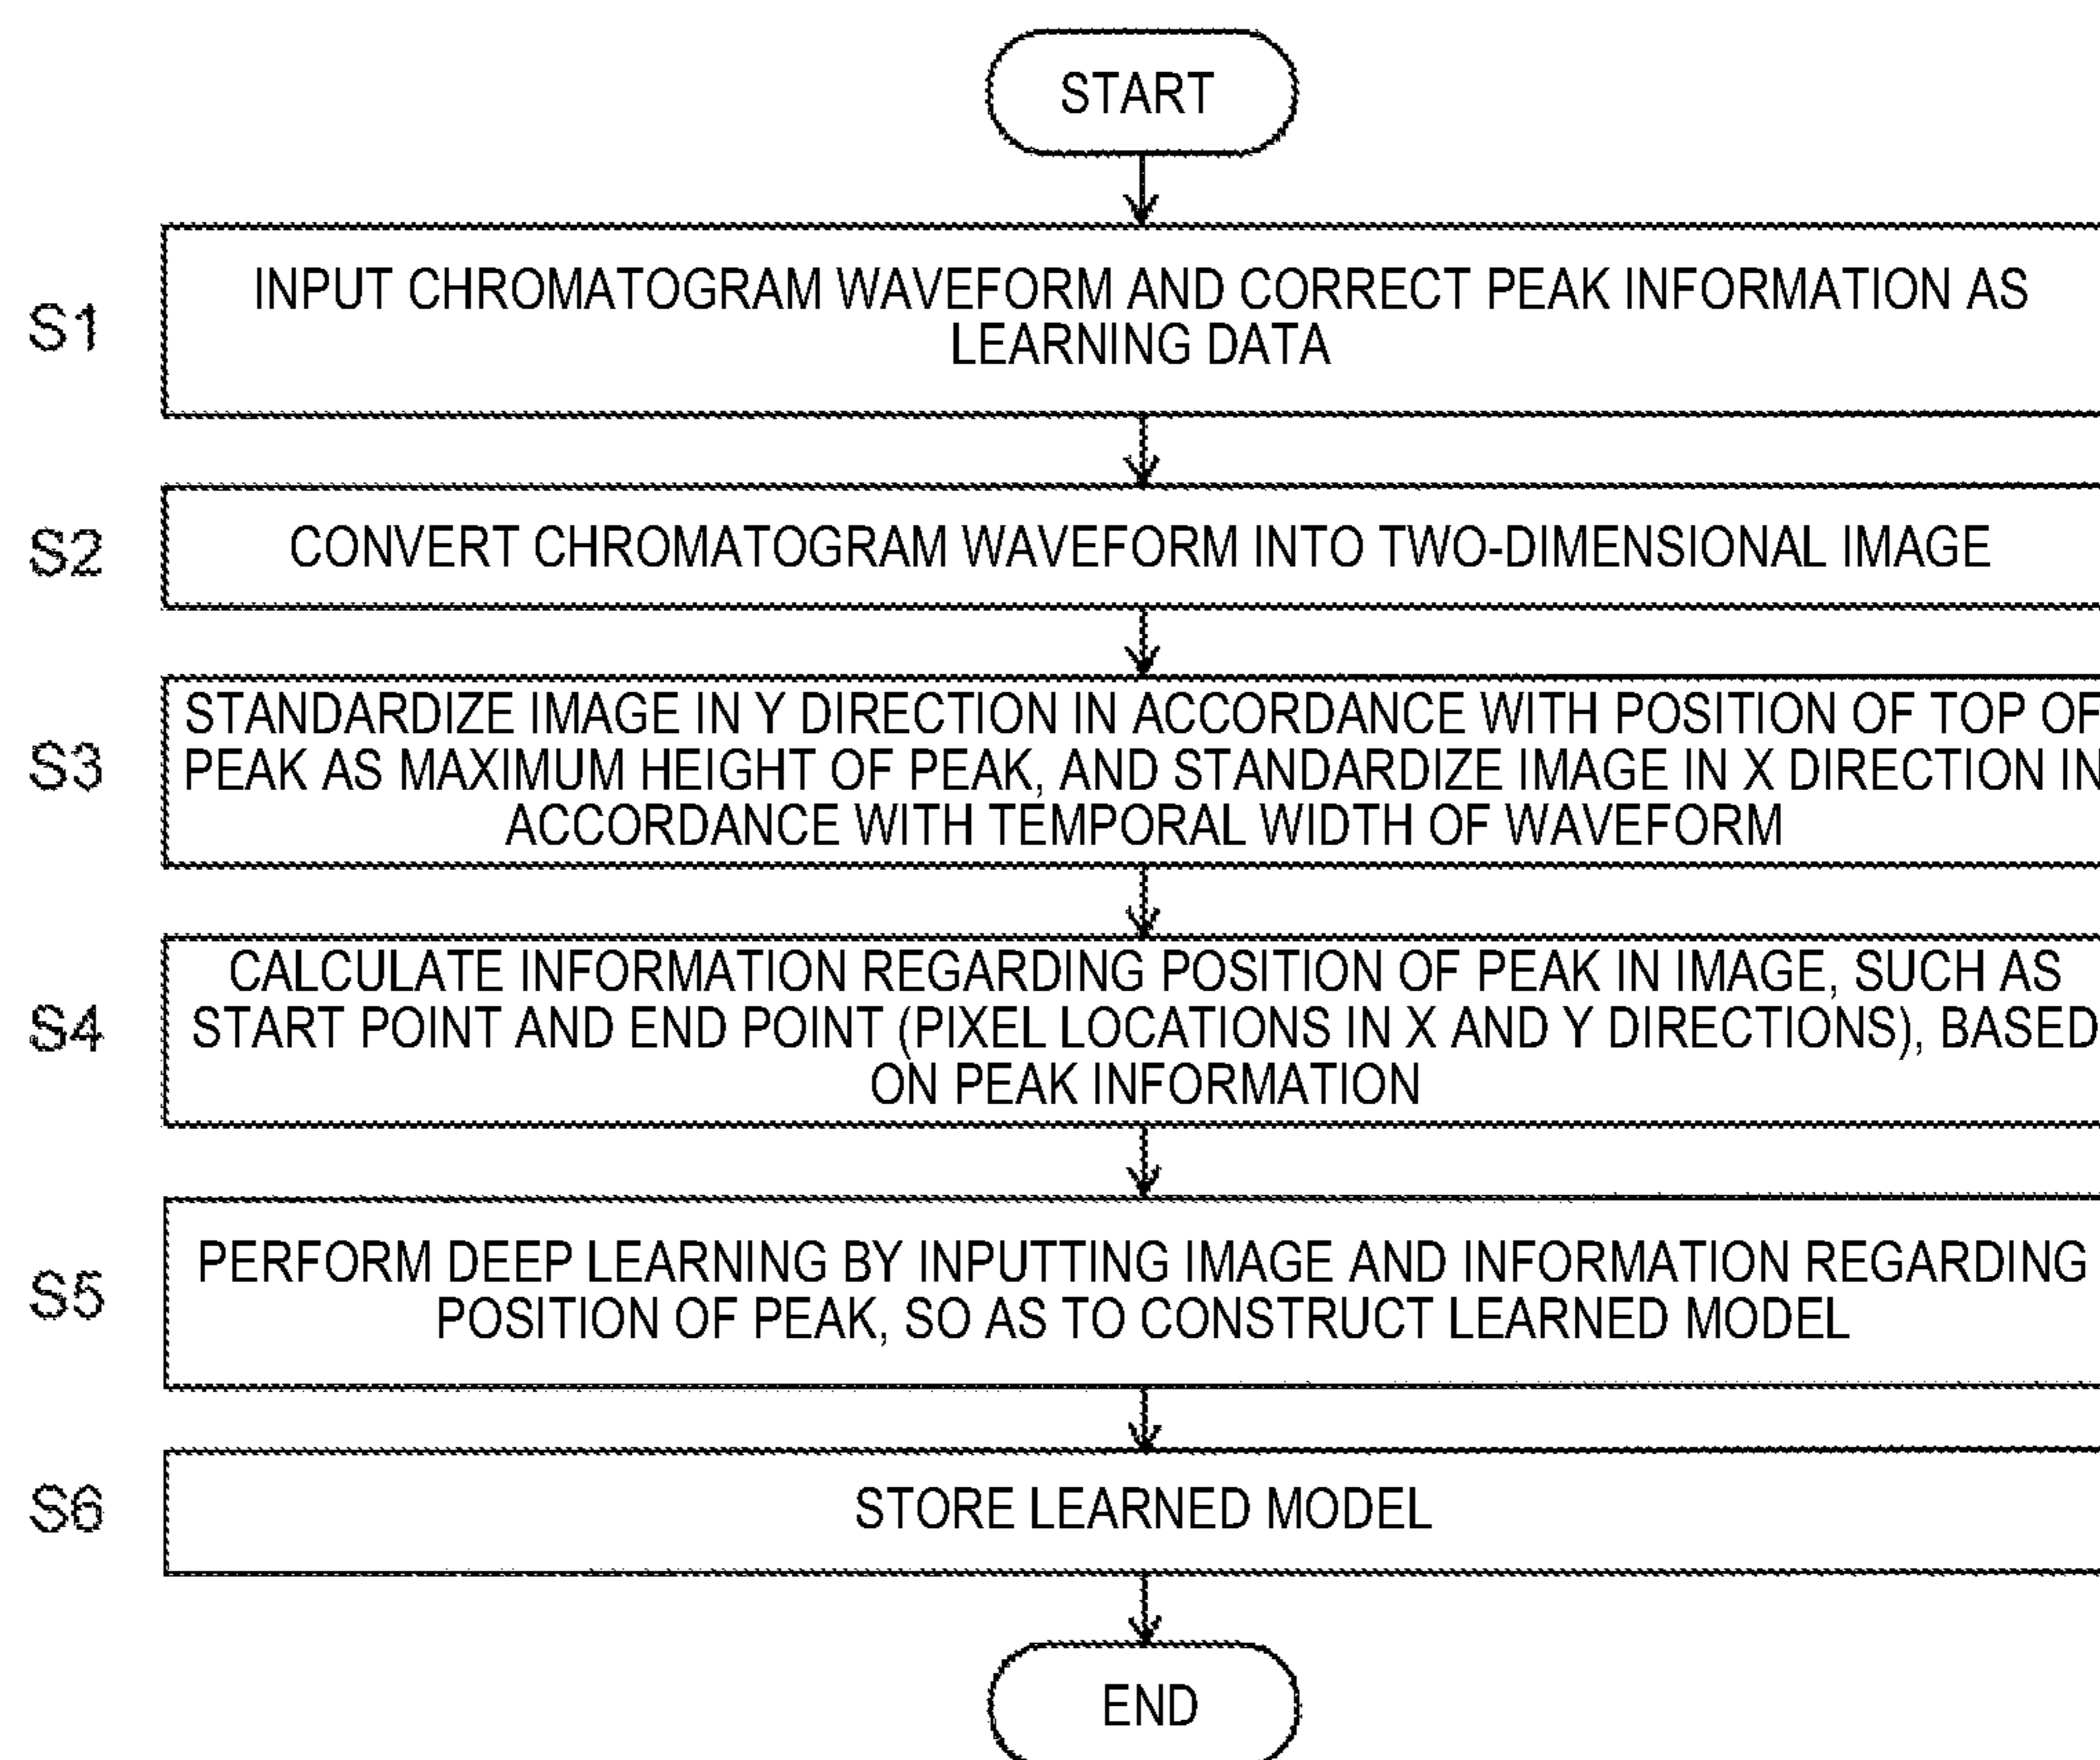 START
S1
INPUT CHROMATOGRAM WAVEFORM AND CORRECT PEAK INFORMATION AS
LEARNING DATA
S2
CONVERT CHROMATOGRAM WAVEFORM INTO TWO-DIMENSIONAL IMAGE
S3
STANDARDIZE IMAGE IN Y DIRECTION IN ACCORDANCE WITH POSITION OF TOP OF
PEAK AS MAXIMUM HEIGHT OF PEAK, AND STANDARDIZE IMAGE IN X DIRECTION IN
ACCORDANCE WITH TEMPORAL WIDTH OF WAVEFORM
S4
CALCULATE INFORMATION REGARDING POSITION OF PEAK IN IMAGE, SUCH AS
START POINT AND END POINT (PIXEL LOCATIONS IN X AND Y DIRECTIONS), BASED
ON PEAK INFORMATION
S5
PERFORM DEEP LEARNING BY INPUTTING IMAGE AND INFORMATION REGARDING
POSITION OF PEAK, SO AS TO CONSTRUCT LEARNED MODEL
S6
STORE LEARNED MODEL
END